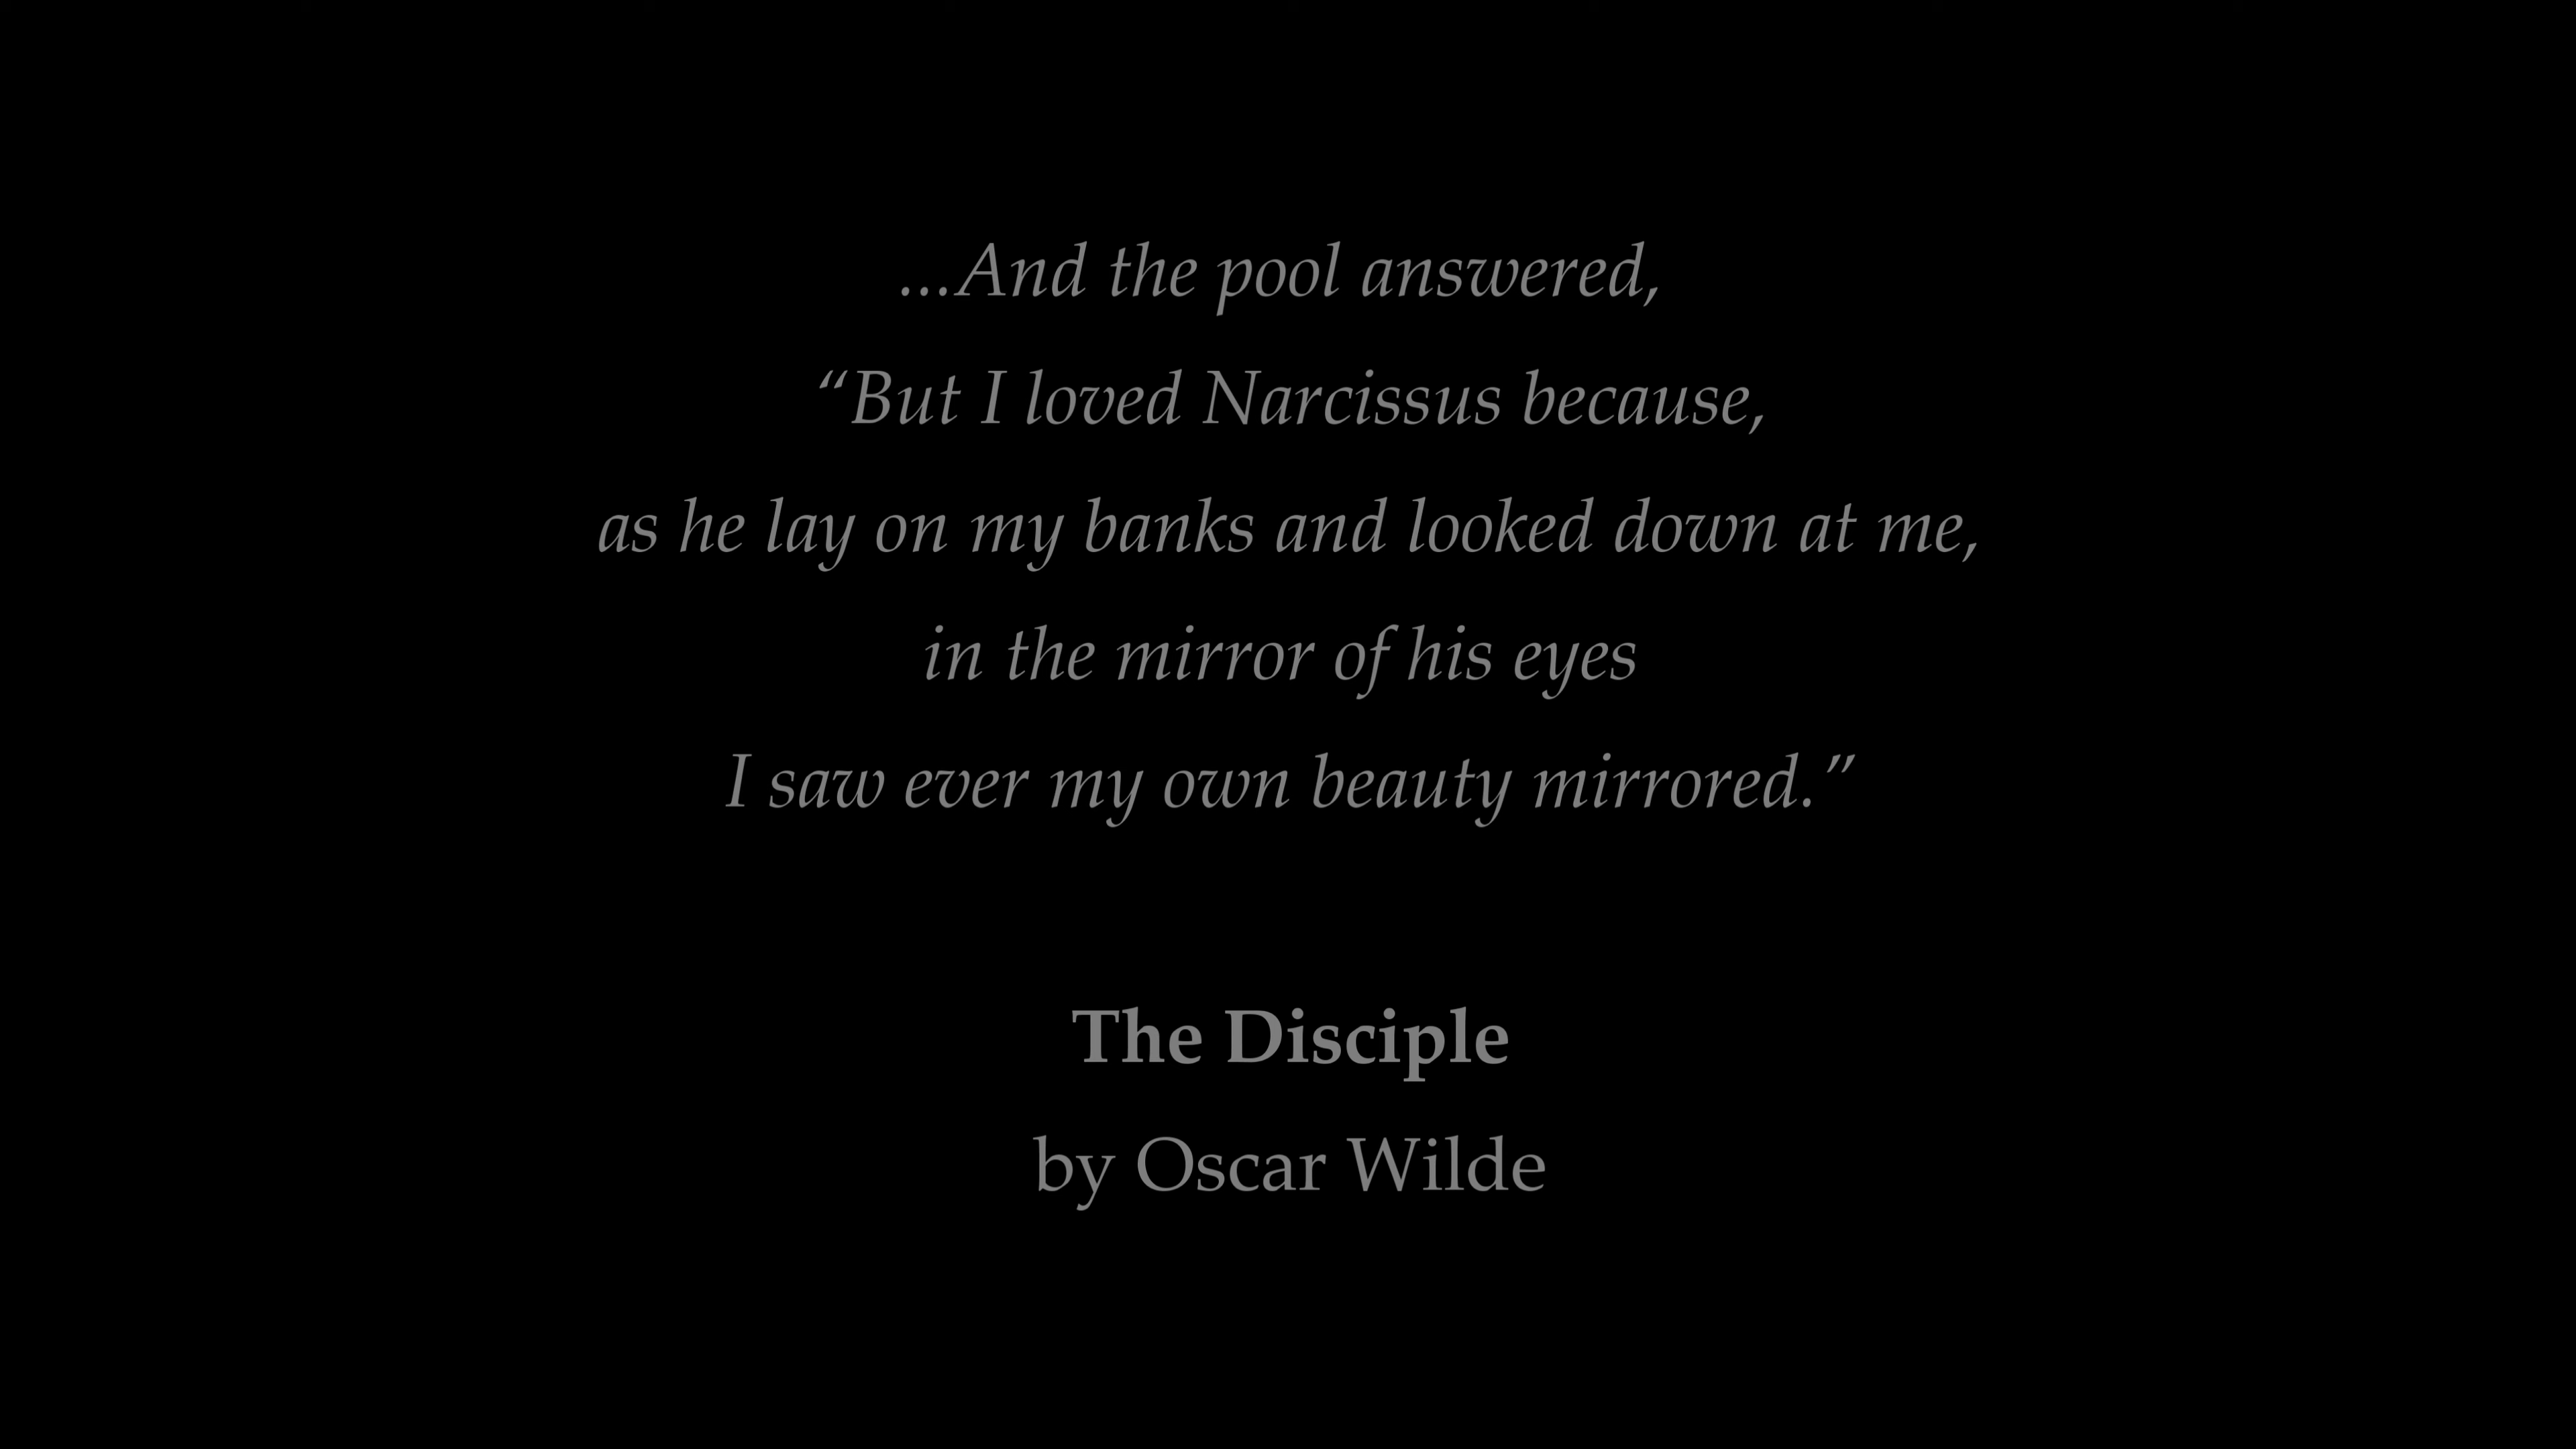 ...And the pool answered,
“But I loved Narcissus because,
as he lay on my banks and looked down at me,
in the mirror of his eyes
I saw ever my own beauty mirrored.”
The Disciple
by Oscar Wilde